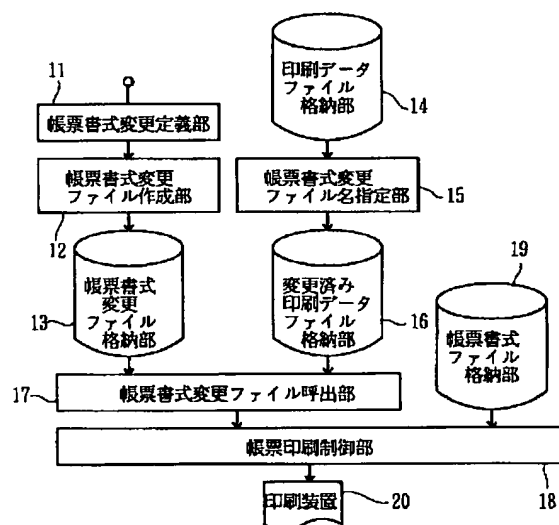 11
帳票書式変更定義部
印刷データ
ファイル
格納部
14
帳票書式変更
ファイル作成部
12
帳票書式変更
ファイル名指定部
15
帳票書式
変更
ファイル
格納部
13
変更済み
印刷データ
ファイル
格納部
16
19
帳票書式
ファイル
格納部
17
帳票書式変更ファイル呼出部
帳票印刷制御部
18
印刷装置
20